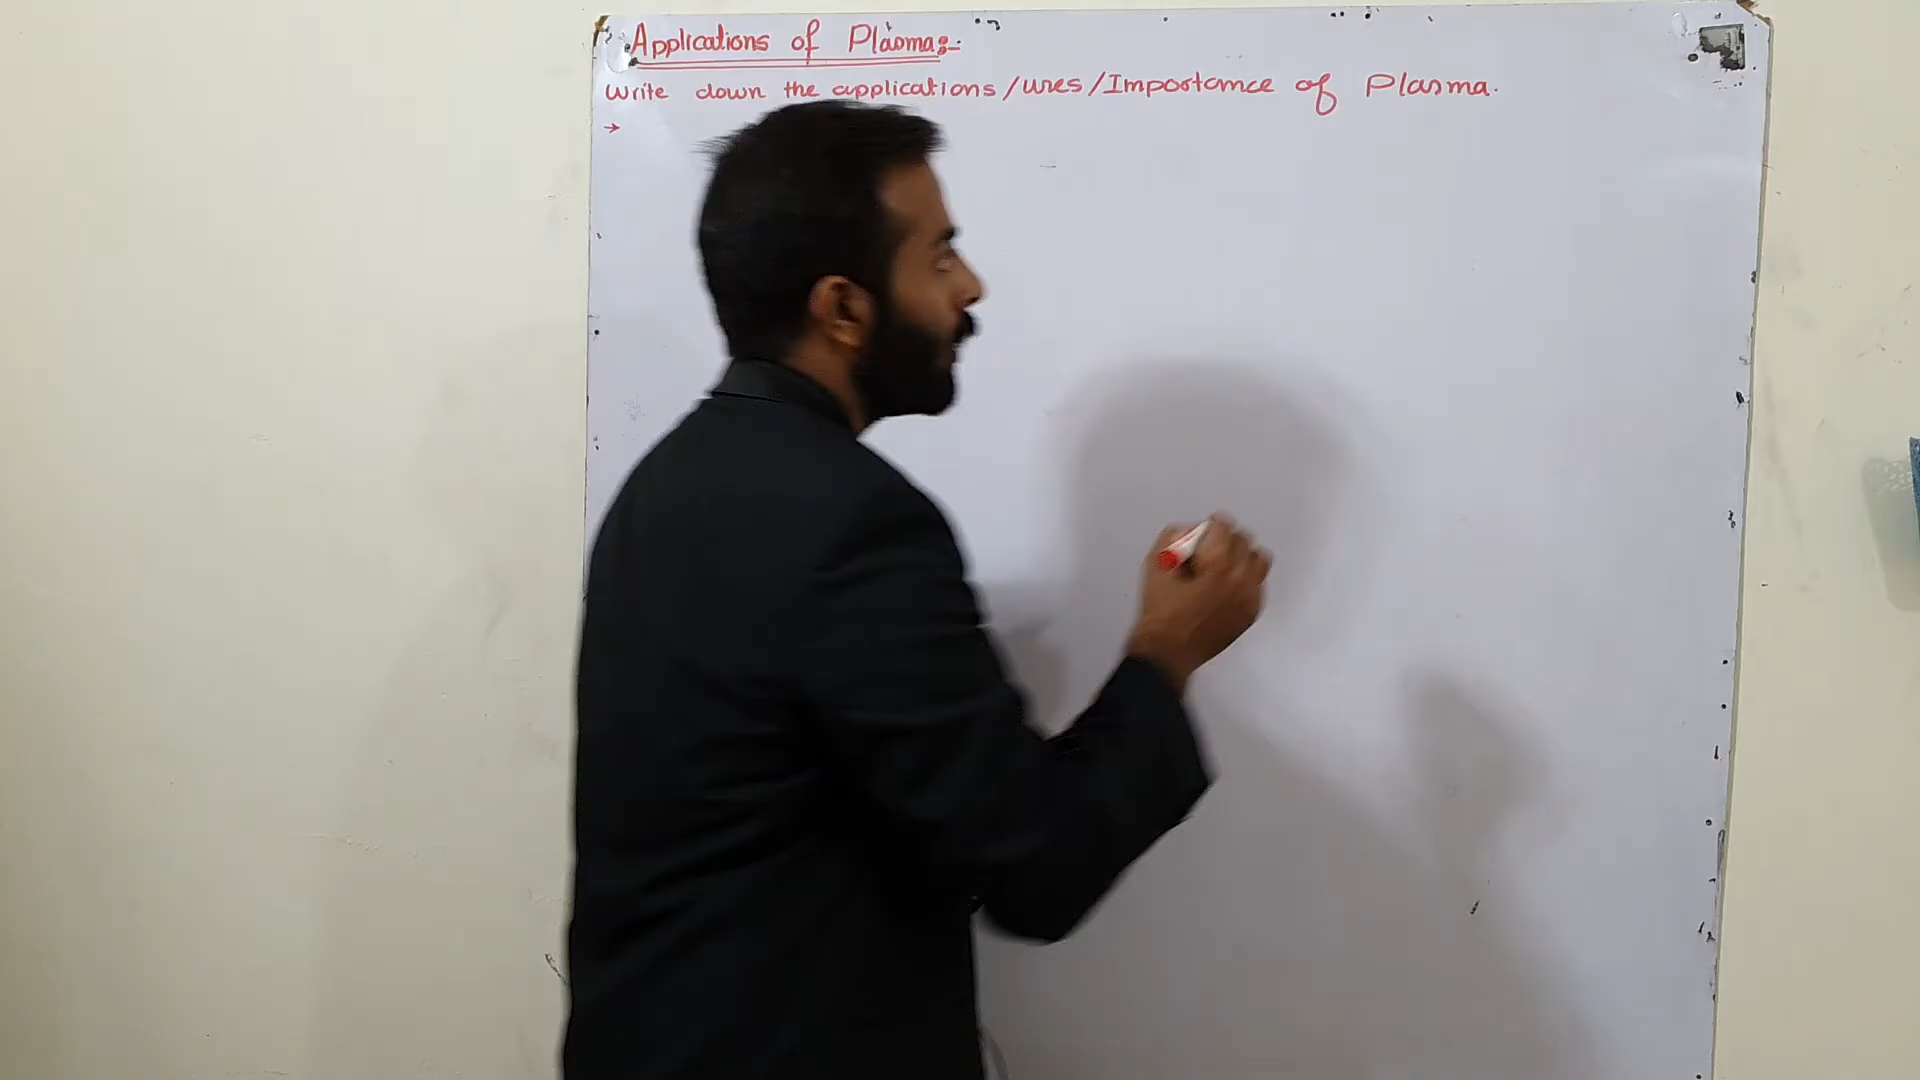 Applications of Plasma:-
Write down the applications/uses/Importance of Plasma.
→